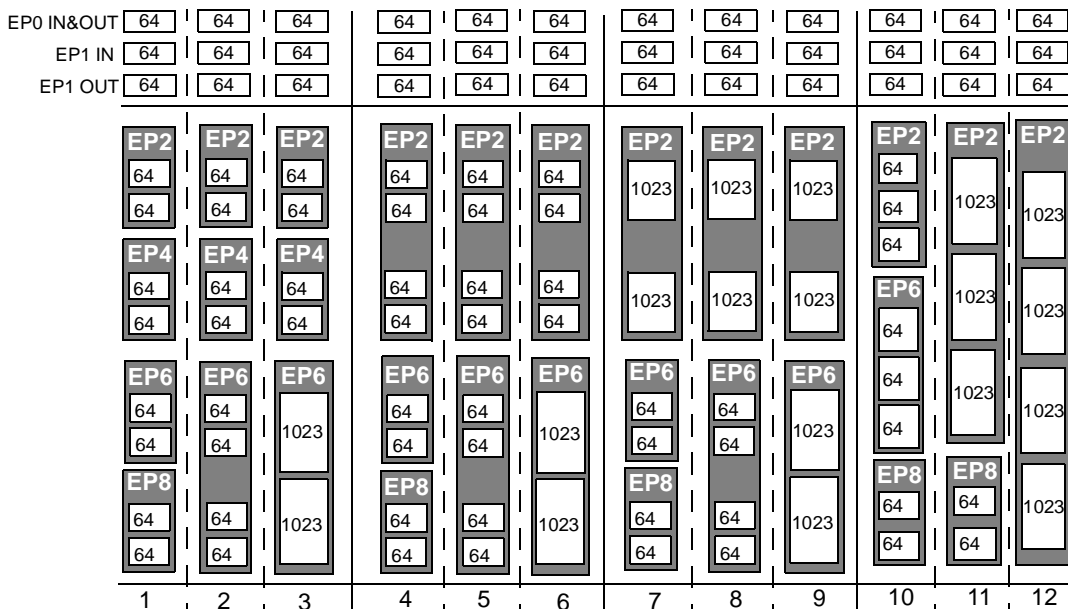 EP0 IN&OUT 64 64 64 64 64 64 64 64 64 64 64 64
EP1 IN 64 64 64 64 64 64 64 64 64 64 64 64
EP1 OUT 64 64 64 64 64 64 64 64 64 64 64 64
EP2 EP2 EP2 EP2 EP2 EP2 EP2 EP2 EP2 EP2 EP2 EP2
64 64 64 64 64 64 1023 1023 1023 64 1023 1023
64 64 64 64 64 64 64
64
EP4 EP4 EP4
64 64 64 64 64 64 1023 1023 1023 EP6 1023 1023
64 64 64 64 64 64 64
EP6 EP6 EP6 EP6 EP6 EP6 EP6 EP6 EP6 64 1023
64 64 1023 64 64 1023 64 64 1023 64 1023
64 64 64 64 64 64
EP8 EP8 EP8 EP8 EP8
64 64 1023 64 64 1023 64 64 1023 64 64 1023
64 64 64 64 64 64 64 64
1 2 3 4 5 6 7 8 9 10 11 12